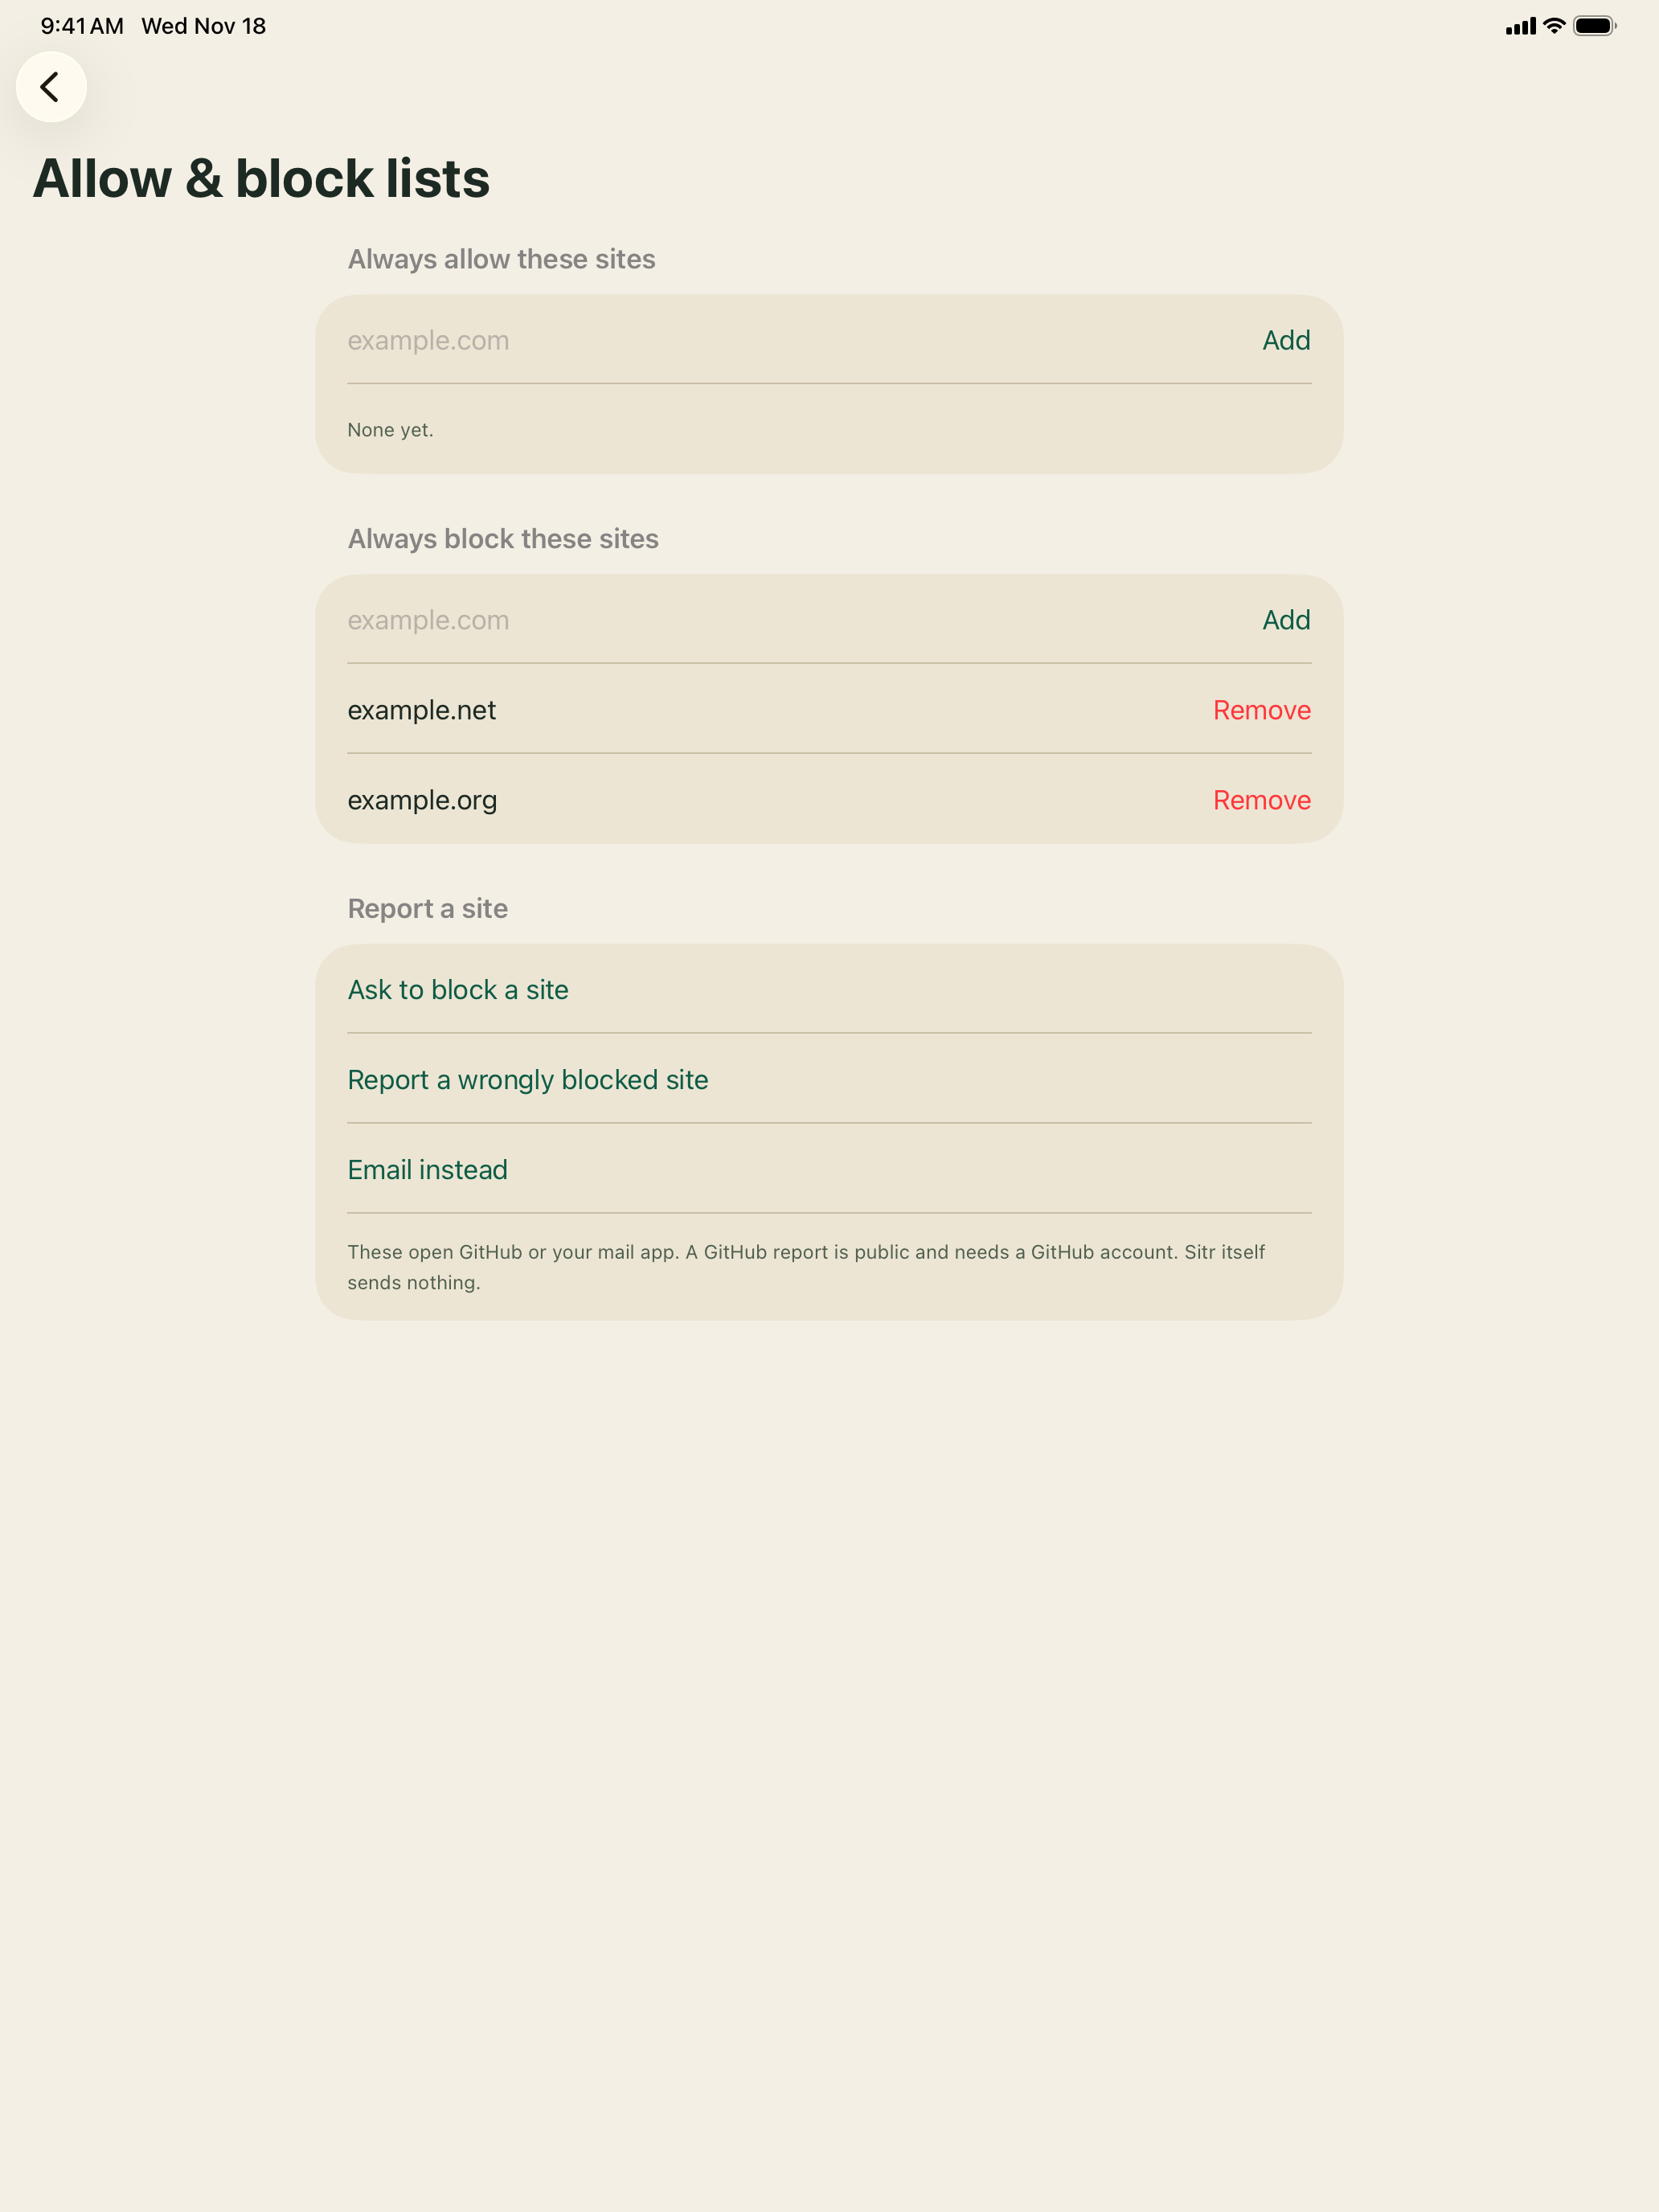 9:41 AM Wed Nov 18
Allow & block lists
Always allow these sites
example.com Add
None yet.
Always block these sites
example.com Add
example.net Remove
example.org Remove
Report a site
Ask to block a site
Report a wrongly blocked site
Email instead
These open GitHub or your mail app. A GitHub report is public and needs a GitHub account. Sitr itself
sends nothing.